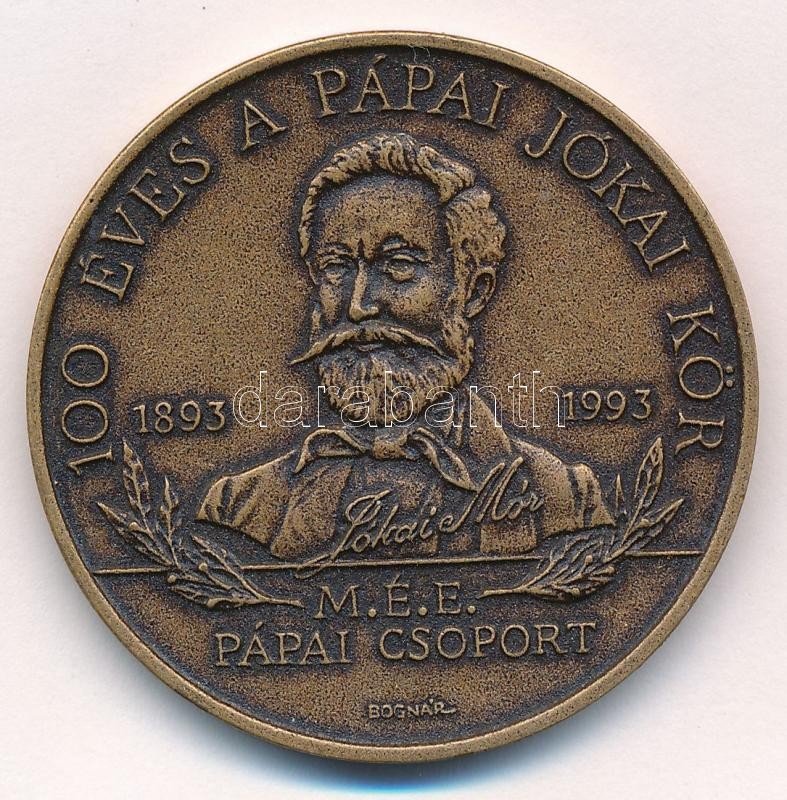 100 ÉVES A PÁPAI JÓKAI KÖR
1893 1993
Jókai Mór
M.É.E.
PÁPAI CSOPORT
BOGNÁR
darabanth